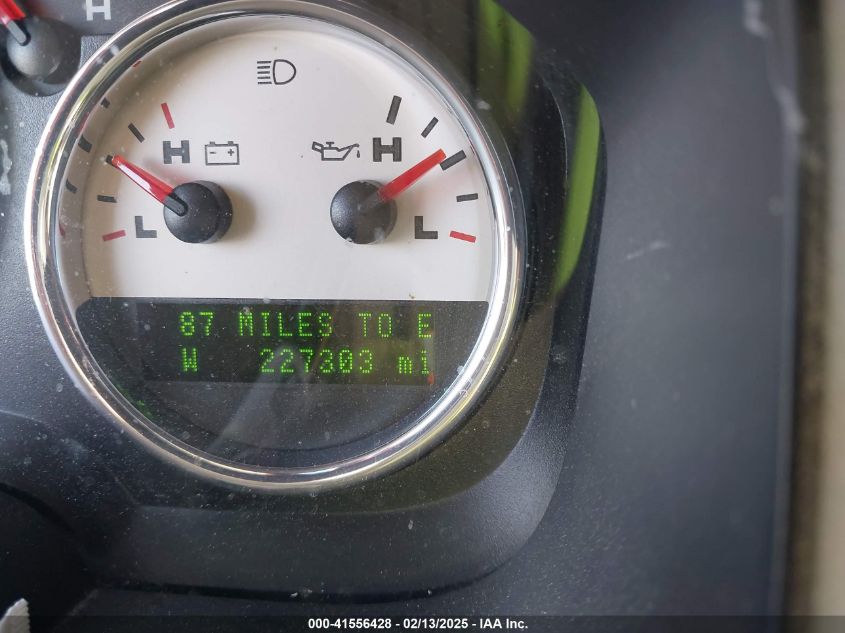 H
H H
L L
87 MILES TO E
W 227303 mi
000-41556428 - 02/13/2025 - IAA Inc.